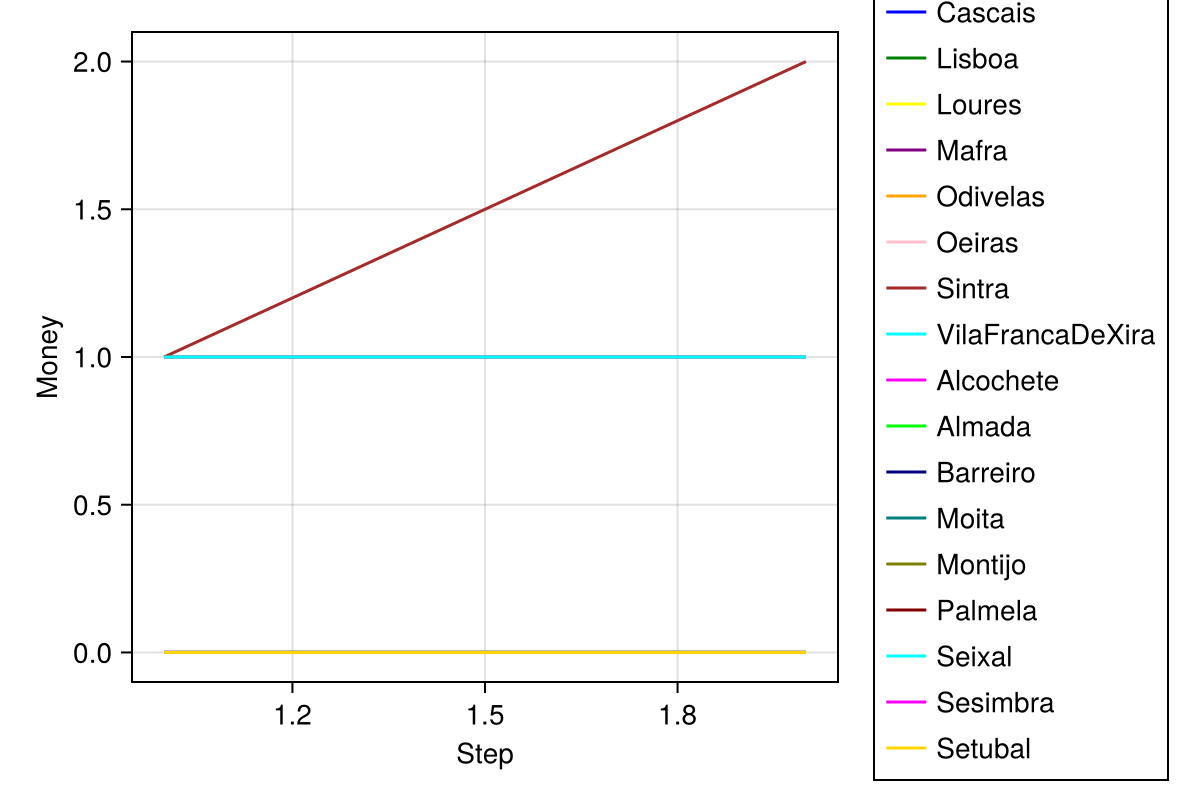 2.0
1.5
1.0
0.5
0.0
1.2
1.5
1.8
Step
Money
Cascais
Lisboa
Loures
Mafra
Odivelas
Oeiras
Sintra
VilaFrancaDeXira
Alcochete
Almada
Barreiro
Moita
Montijo
Palmela
Seixal
Sesimbra
Setubal